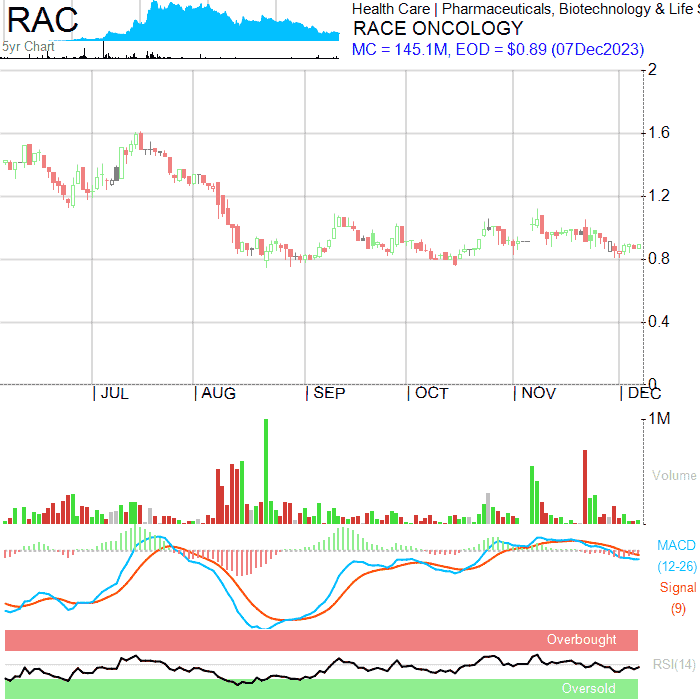 RAC
5yr Chart
Health Care | Pharmaceuticals, Biotechnology & Life
RACE ONCOLOGY
MC = 145.1M, EOD = $0.89 (07Dec2023)
2
1.6
1.2
0.8
0.4
0
| JUL | AUG | SEP | OCT | NOV | DEC
1M
Volume
MACD
(12-26)
Signal
(9)
Overbought
RSI(14)
Oversold